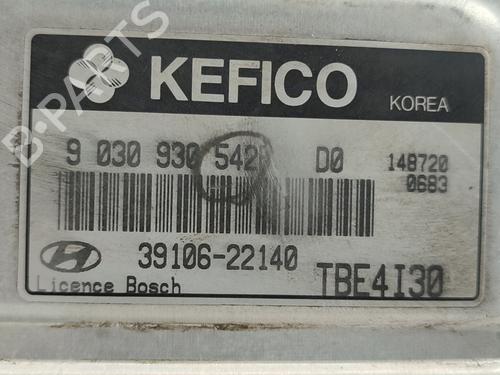 KEFICO
KOREA
9 030 930 542 D0 148720
0683
39106-22140
Licence Bosch
TBE4I30
B-PARTS